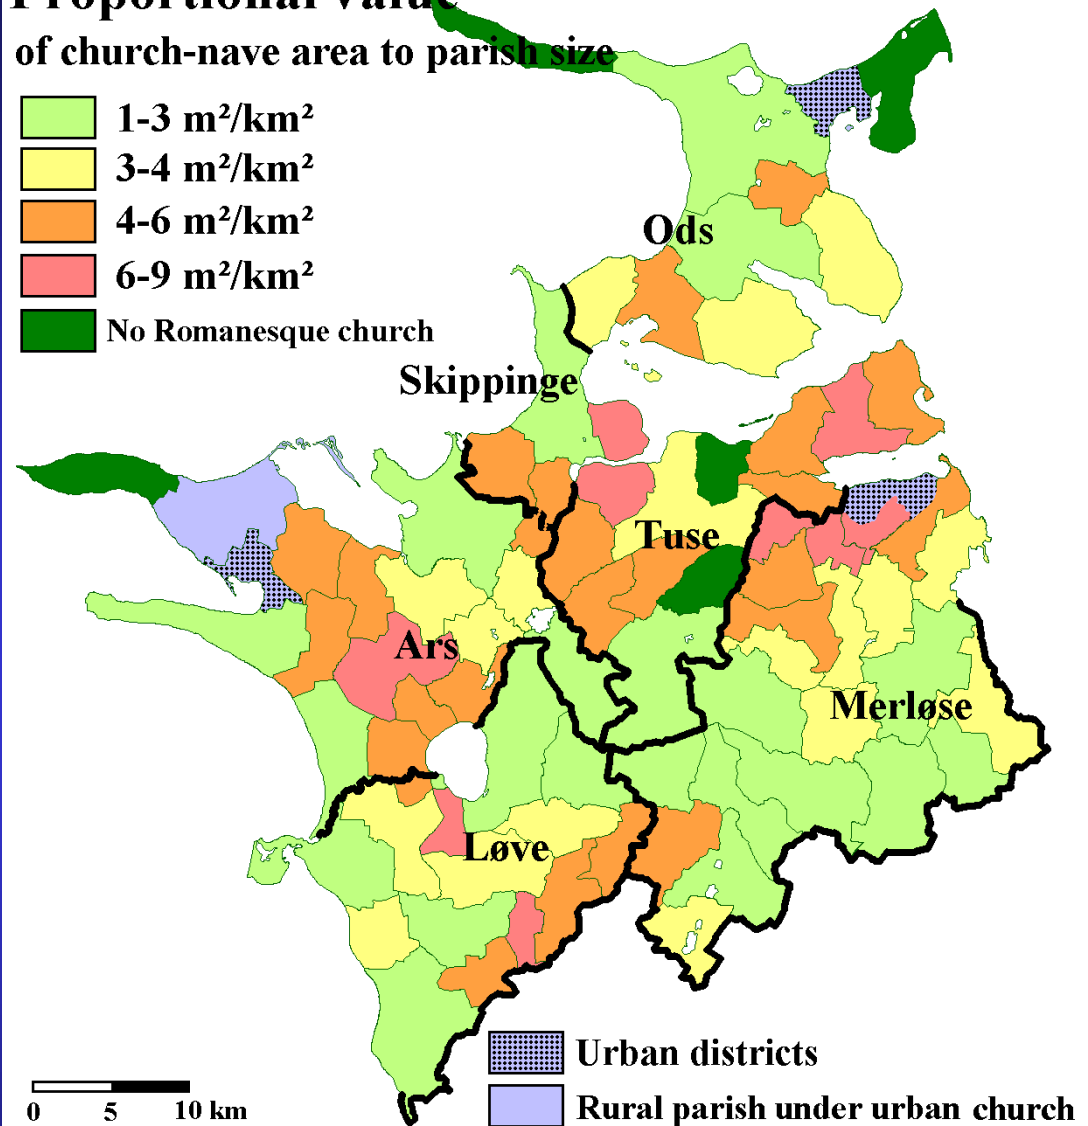 Proportional value
of church-nave area to parish size
1-3 m²/km²
3-4 m²/km²
4-6 m²/km²
6-9 m²/km²
No Romanesque church
Ods
Skippinge
Tuse
Ars
Merløse
Løve
Urban districts
Rural parish under urban church
0 5 10 km